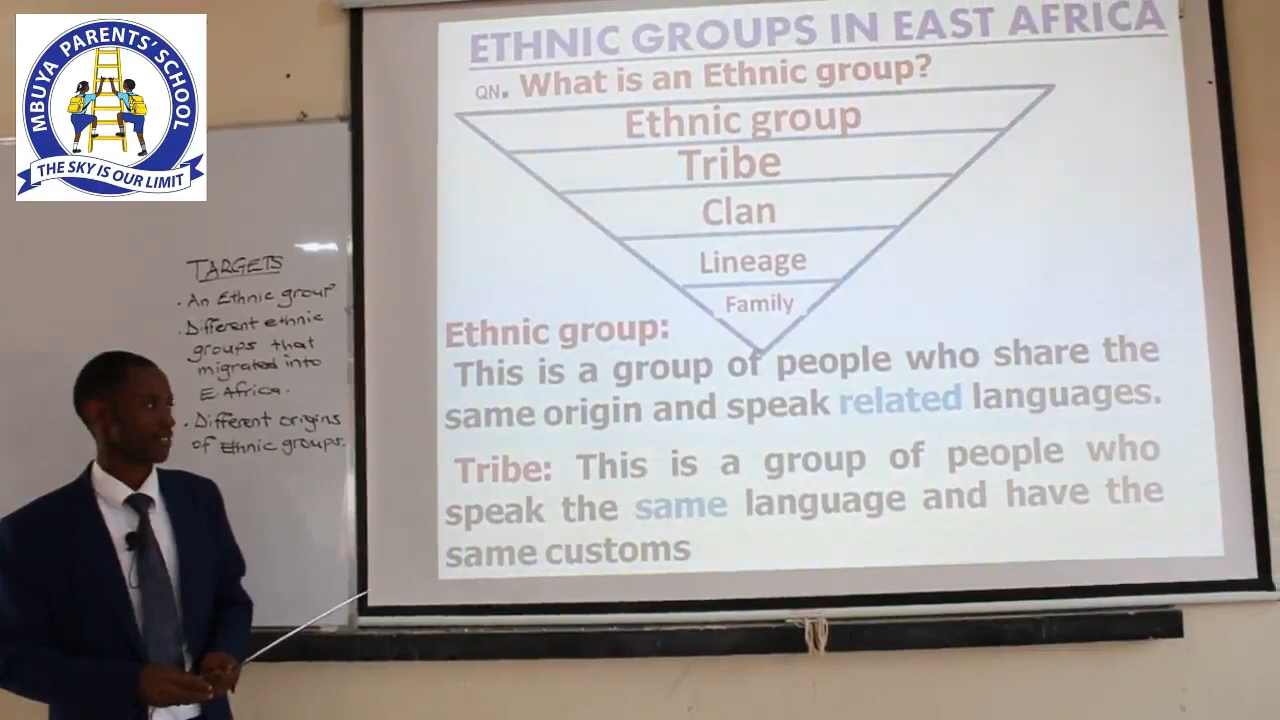 MBUYA PARENTS' SCHOOL
THE SKY IS OUR LIMIT
TARGETS
. An Ethnic group
. Different ethnic
groups that
migrated into
E. Africa.
. Different origins
of Ethnic groups.
ETHNIC GROUPS IN EAST AFRICA
QN. What is an Ethnic group?
Ethnic group
Tribe
Clan
Lineage
Family
Ethnic group:
This is a group of people who share the
same origin and speak related languages.
Tribe: This is a group of people who
speak the same language and have the
same customs